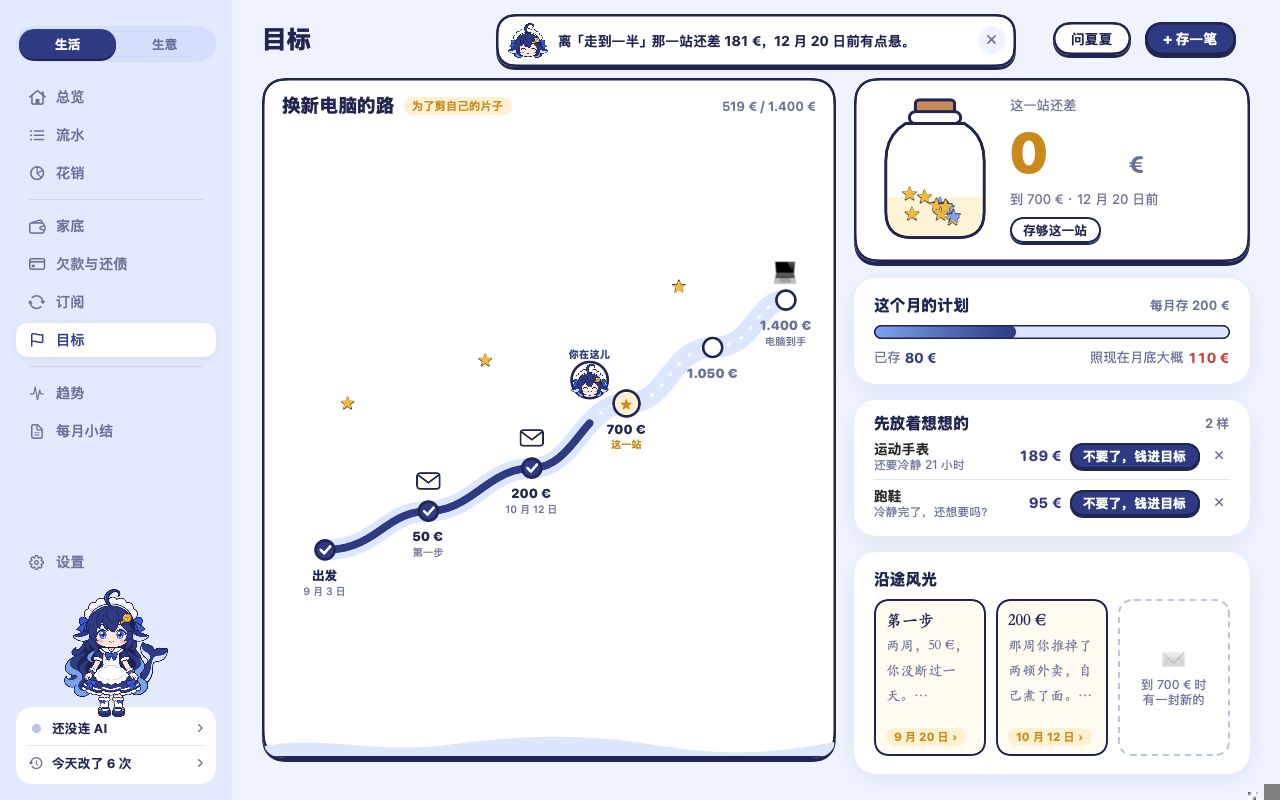 生活
生意
总览
流水
花销
家底
欠款与还债
订阅
目标
趋势
每月小结
设置
还没连 AI
今天改了 6 次
目标
离「走到一半」那一站还差 181 €，12 月 20 日前有点悬。
问夏夏
+ 存一笔
换新电脑的路
为了剪自己的片子
519 € / 1.400 €
1.400 €
电脑到手
1.050 €
你在这儿
700 €
这一站
200 €
10 月 12 日
50 €
第一步
出发
9 月 3 日
这一站还差
0 €
到 700 € · 12 月 20 日前
存够这一站
这个月的计划
每月存 200 €
已存 80 €
照现在月底大概 110 €
先放着想想的
2 样
运动手表
还要冷静 21 小时
189 €
不要了，钱进目标
跑鞋
冷静完了，还想要吗?
95 €
不要了，钱进目标
沿途风光
第一步
两周，50 €，
你没断过一
天。…
9 月 20 日 ›
200 €
那周你推掉了
两顿外卖，自
己煮了面。…
10 月 12 日 ›
到 700 € 时
有一封新的